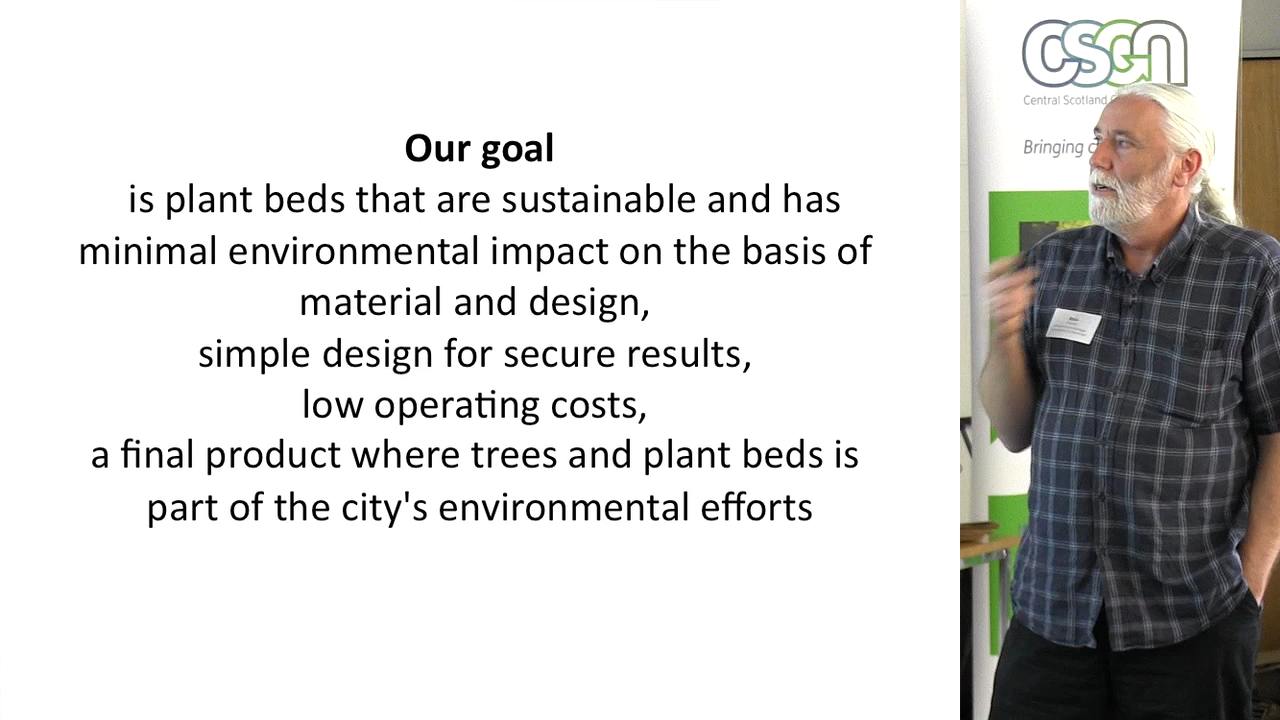 Our goal
is plant beds that are sustainable and has
minimal environmental impact on the basis of
material and design,
simple design for secure results,
low operating costs,
a final product where trees and plant beds is
part of the city's environmental efforts
CSGN
Central Scotland
Bringing